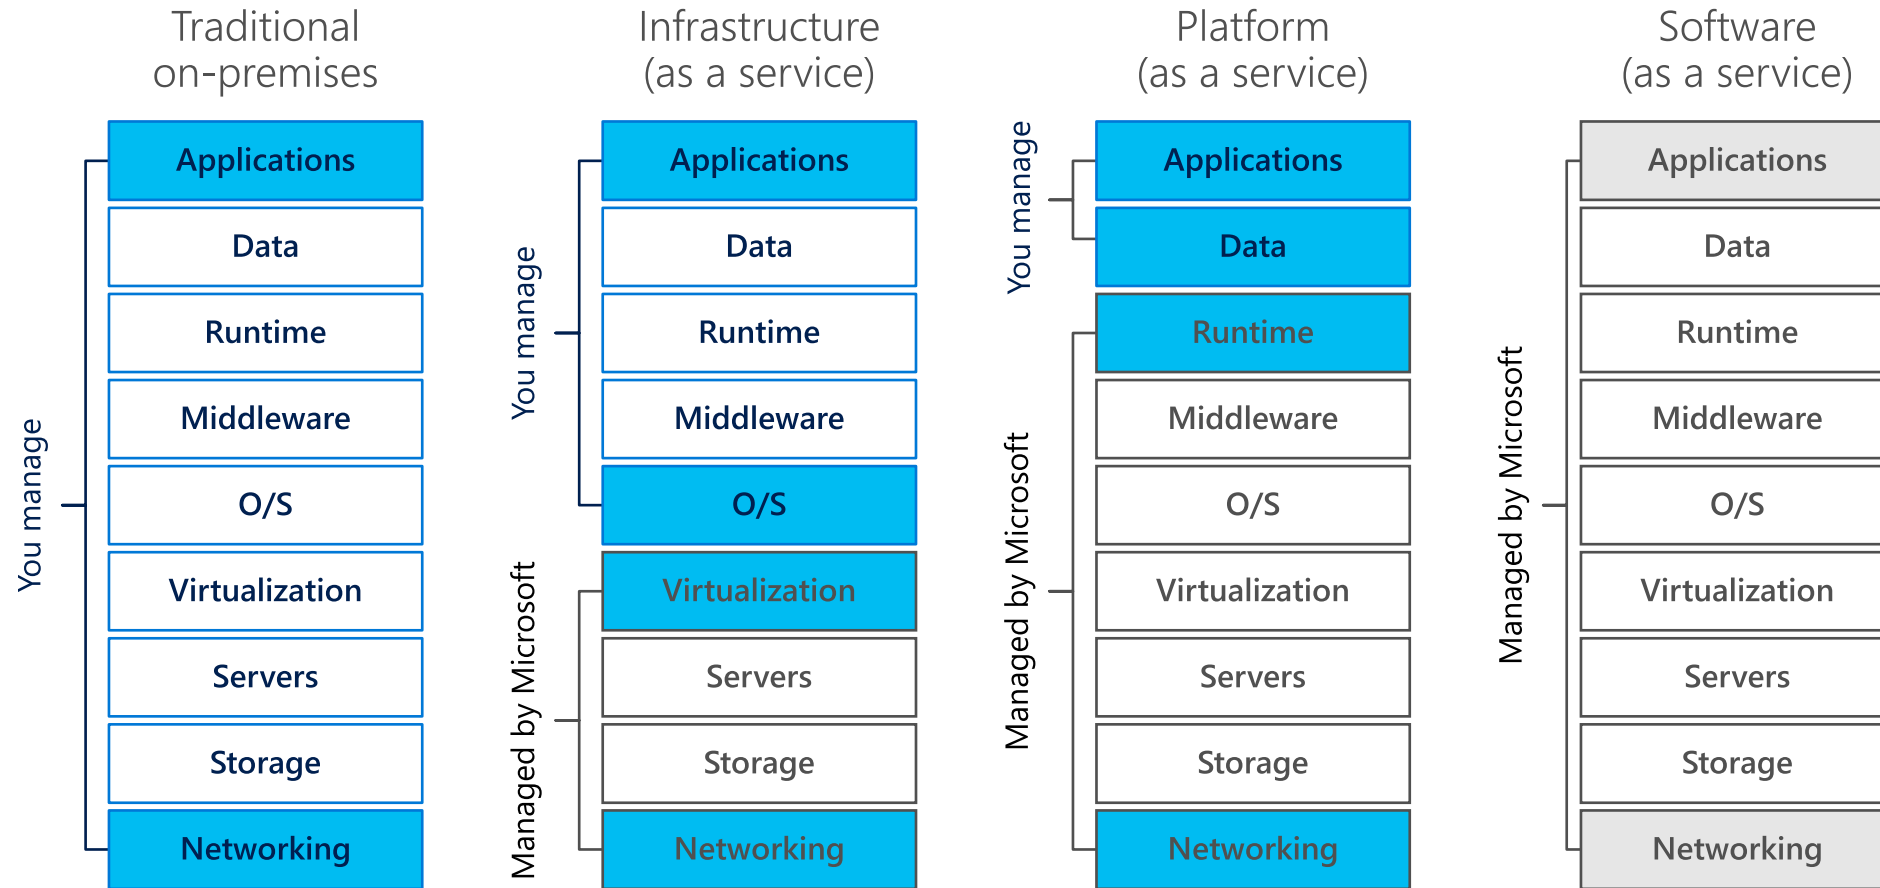 Traditional
on-premises
You manage
Applications
Data
Runtime
Middleware
O/S
Virtualization
Servers
Storage
Networking
Infrastructure
(as a service)
You manage
Managed by Microsoft
Applications
Data
Runtime
Middleware
O/S
Virtualization
Servers
Storage
Networking
Platform
(as a service)
You manage
Managed by Microsoft
Applications
Data
Runtime
Middleware
O/S
Virtualization
Servers
Storage
Networking
Software
(as a service)
Managed by Microsoft
Applications
Data
Runtime
Middleware
O/S
Virtualization
Servers
Storage
Networking